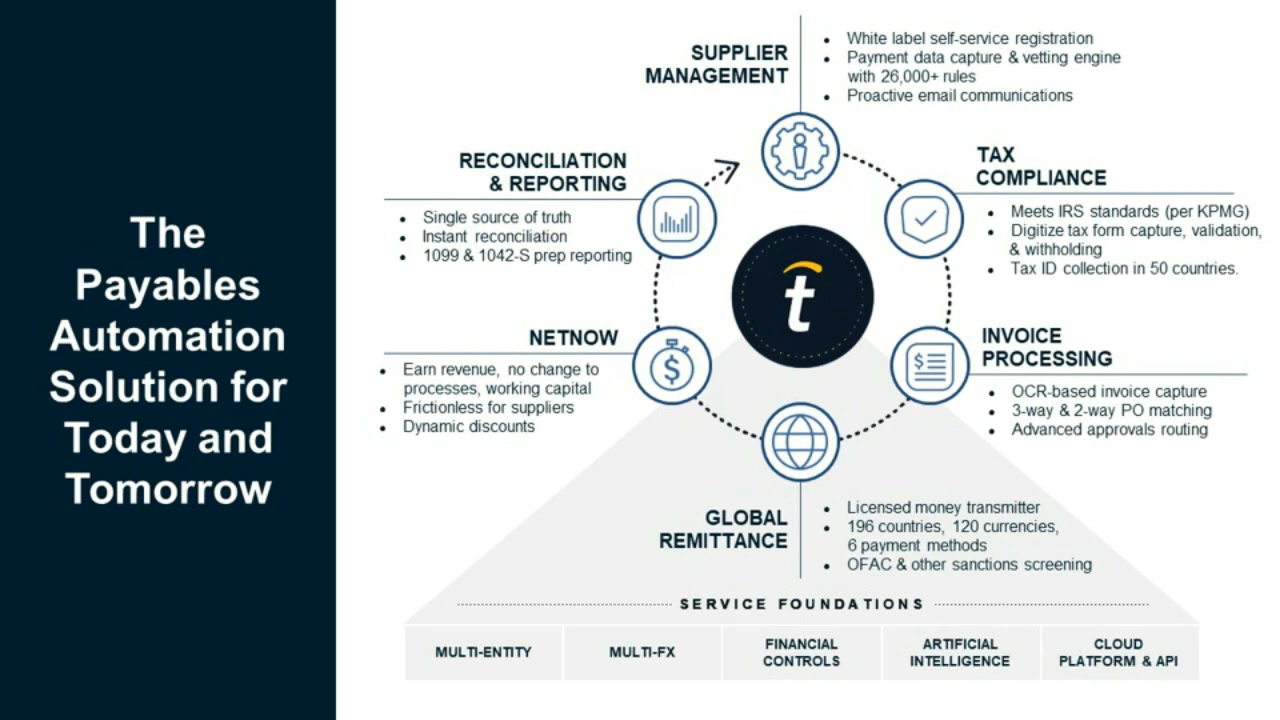 The
Payables
Automation
Solution for
Today and
Tomorrow
SUPPLIER
MANAGEMENT
• White label self-service registration
• Payment data capture & vetting engine
with 26,000+ rules
• Proactive email communications
TAX
COMPLIANCE
• Meets IRS standards (per KPMG)
• Digitize tax form capture, validation,
& withholding
• Tax ID collection in 50 countries.
INVOICE
PROCESSING
• OCR-based invoice capture
• 3-way & 2-way PO matching
• Advanced approvals routing
GLOBAL
REMITTANCE
• Licensed money transmitter
• 196 countries, 120 currencies,
6 payment methods
• OFAC & other sanctions screening
NETNOW
• Earn revenue, no change to
processes, working capital
• Frictionless for suppliers
• Dynamic discounts
RECONCILIATION
& REPORTING
• Single source of truth
• Instant reconciliation
• 1099 & 1042-S prep reporting
t
$
$
SERVICE FOUNDATIONS
MULTI-ENTITY
MULTI-FX
FINANCIAL
CONTROLS
ARTIFICIAL
INTELLIGENCE
CLOUD
PLATFORM & API